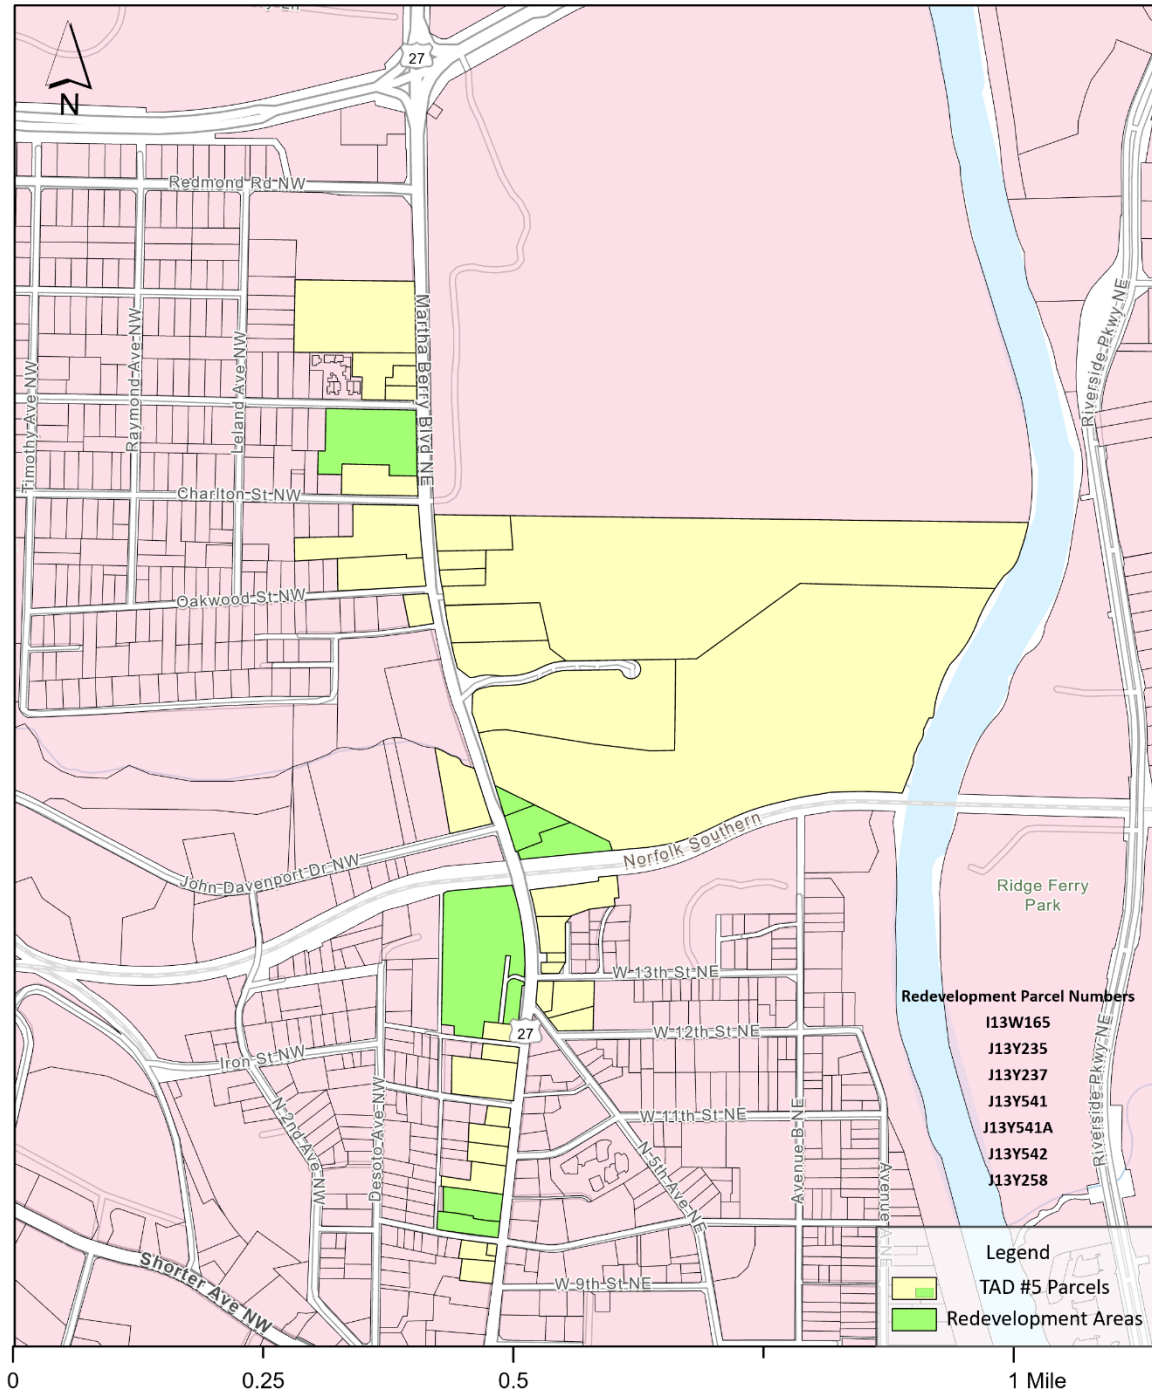 27
N
Redmond Rd NW
Martha Berry Blvd NE
Timothy Ave NW
Raymond Ave NW
Leland Ave NW
Riverside Pkwy NE
Charlton St NW
Oakwood St NW
Norfolk Southern
John Davenport Dr NW
Ridge Ferry
Park
W 13th St NE
Redevelopment Parcel Numbers
I13W165
J13Y235
J13Y237
J13Y541
J13Y541A
J13Y542
J13Y258
27
W 12th St NE
Iron St NW
N 2nd Ave NW
Desoto Ave NW
W 11th St NE
N 5th Ave NE
Avenue B NE
Avenue A NE
Riverside Pkwy NE
Shorter Ave NW
W 9th St NE
Legend
TAD #5 Parcels
Redevelopment Areas
0 0.25 0.5 1 Mile